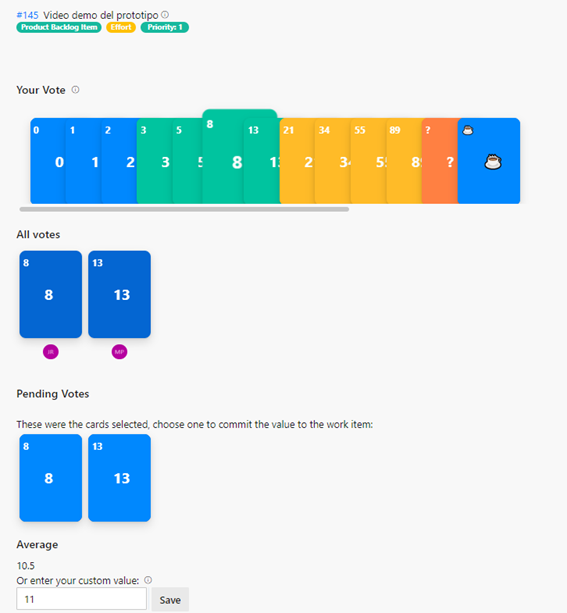 #145 Video demo del prototipo
Product Backlog Item Effort Priority: 1
Your Vote
0 1 2 3 5 8 13 21 34 55 89 ?
0 1 2 3 5 8 13 2 34 5 8 ?
All votes
8 13
8 13
JR MP
Pending Votes
These were the cards selected, choose one to commit the value to the work item:
8 13
8 13
Average
10.5
Or enter your custom value:
11 Save